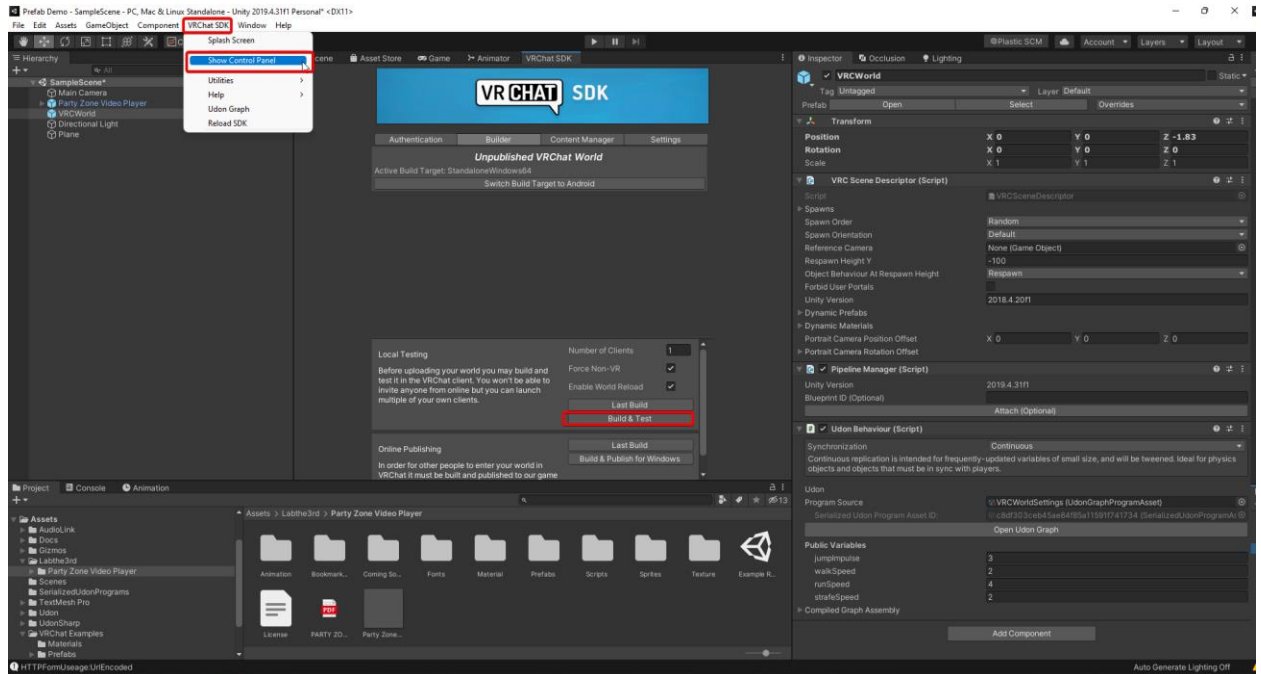 Prefab Demo - SampleScene - PC, Mac & Linux Standalone - Unity 2019.4.31f1 Personal* <DX11>
File Edit Assets GameObject Component VRChat SDK Window Help
Splash Screen
Show Control Panel
Utilities
Help
Udon Graph
Reload SDK
Plastic SCM Account Layers Layout
Hierarchy
All
SampleScene*
Main Camera
Party Zone Video Player
VRCWorld
Directional Light
Plane
cene Asset Store Game Animator VRChat SDK
VRCHAT SDK
Authentication Builder Content Manager Settings
Unpublished VRChat World
Active Build Target: StandaloneWindows64
Switch Build Target to Android
Local Testing
Before uploading your world you may build and
test it in the VRChat client. You won't be able to
invite anyone from online but you can launch
multiple of your own clients.
Number of Clients 1
Force Non-VR
Enable World Reload
Last Build
Build & Test
Online Publishing
In order for other people to enter your world in
VRChat it must be built and published to our game
Last Build
Build & Publish for Windows
Inspector Occlusion Lighting
VRCWorld Static
Tag Untagged Layer Default
Prefab Open Select Overrides
Transform
Position X 0 Y 0 Z -1.83
Rotation X 0 Y 0 Z 0
Scale X 1 Y 1 Z 1
VRC Scene Descriptor (Script)
Script VRCSceneDescriptor
Spawns
Spawn Order Random
Spawn Orientation Default
Reference Camera None (Game Object)
Respawn Height Y -100
Object Behaviour At Respawn Height Respawn
Forbid User Portals
Unity Version 2018.4.20f1
Dynamic Prefabs
Dynamic Materials
Portrait Camera Position Offset X 0 Y 0 Z 0
Portrait Camera Rotation Offset
Pipeline Manager (Script)
Unity Version 2019.4.31f1
Blueprint ID (Optional)
Attach (Optional)
Udon Behaviour (Script)
Synchronization Continuous
Continuous replication is intended for frequently-updated variables of small size, and will be tweened. Ideal for physics
objects and objects that must be in sync with players.
Udon
Program Source VRCWorldSettings (UdonGraphProgramAsset)
Serialized Udon Program Asset ID:
Open Udon Graph
Public Variables
jumpImpulse 3
walkSpeed 2
runSpeed 4
strafeSpeed 2
Compiled Graph Assembly
Add Component
Project Console Animation
13
Assets
AudioLink
Docs
Gizmos
Labthe3rd
Party Zone Video Player
Scenes
SerializedUdonPrograms
TextMesh Pro
Udon
UdonSharp
VRChat Examples
Materials
Prefabs
Assets > Labthe3rd > Party Zone Video Player
Animation Bookmark... Coming So... Fonts Material Prefabs Scripts Sprites Texture Example R...
PDF
License PARTY ZO... Party Zone...
HTTPFormUseage:UrlEncoded
Auto Generate Lighting Off